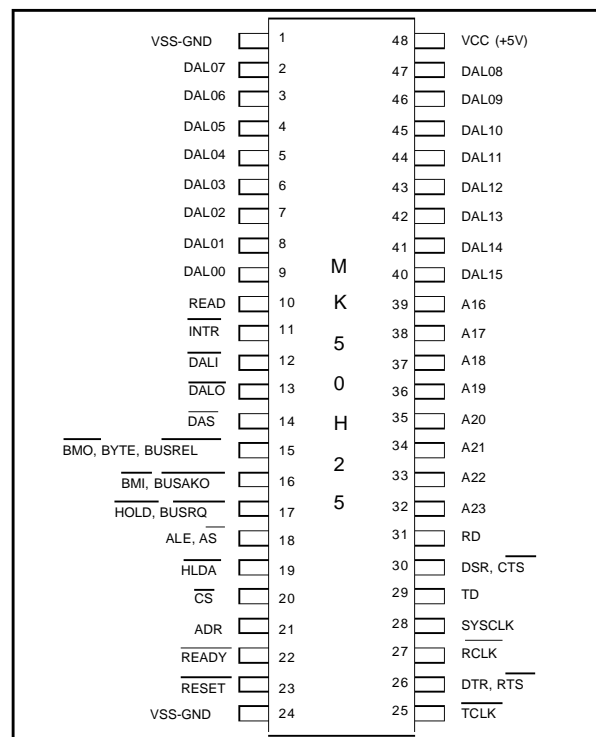 VSS-GND 1 48 VCC (+5V)
DAL07 2 47 DAL08
DAL06 3 46 DAL09
DAL05 4 45 DAL10
DAL04 5 44 DAL11
DAL03 6 43 DAL12
DAL02 7 42 DAL13
DAL01 8 41 DAL14
DAL00 9 40 DAL15
READ 10 39 A16
INTR 11 38 A17
DALI 12 37 A18
DALO 13 36 A19
DAS 14 35 A20
BMO, BYTE, BUSREL 15 34 A21
BMI, BUSAKO 16 33 A22
HOLD, BUSRQ 17 32 A23
ALE, AS 18 31 RD
HLDA 19 30 DSR, CTS
CS 20 29 TD
ADR 21 28 SYSCLK
READY 22 27 RCLK
RESET 23 26 DTR, RTS
VSS-GND 24 25 TCLK
M
K
5
0
H
2
5